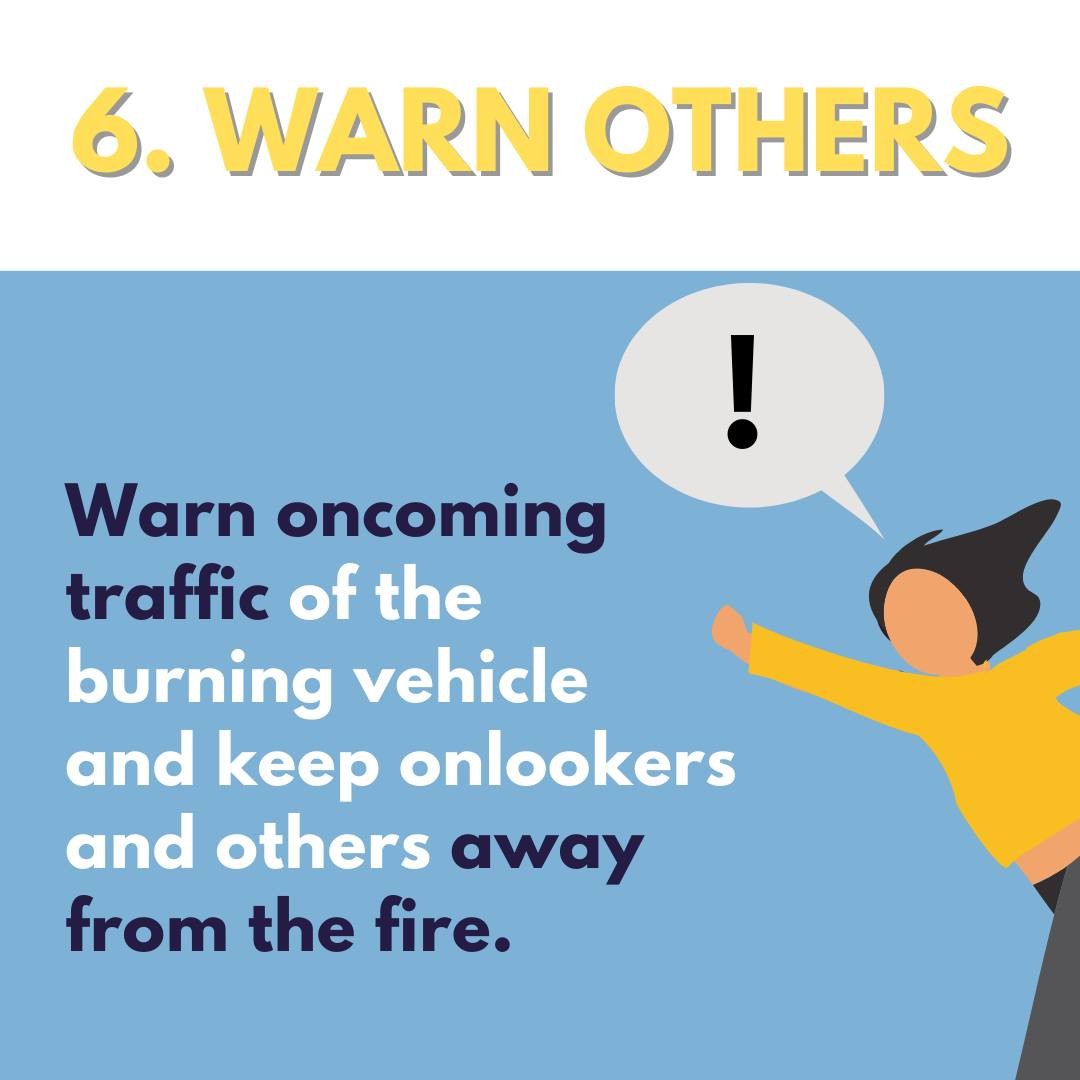 6. WARN OTHERS
!
Warn oncoming
traffic of the
burning vehicle
and keep onlookers
and others away
from the fire.